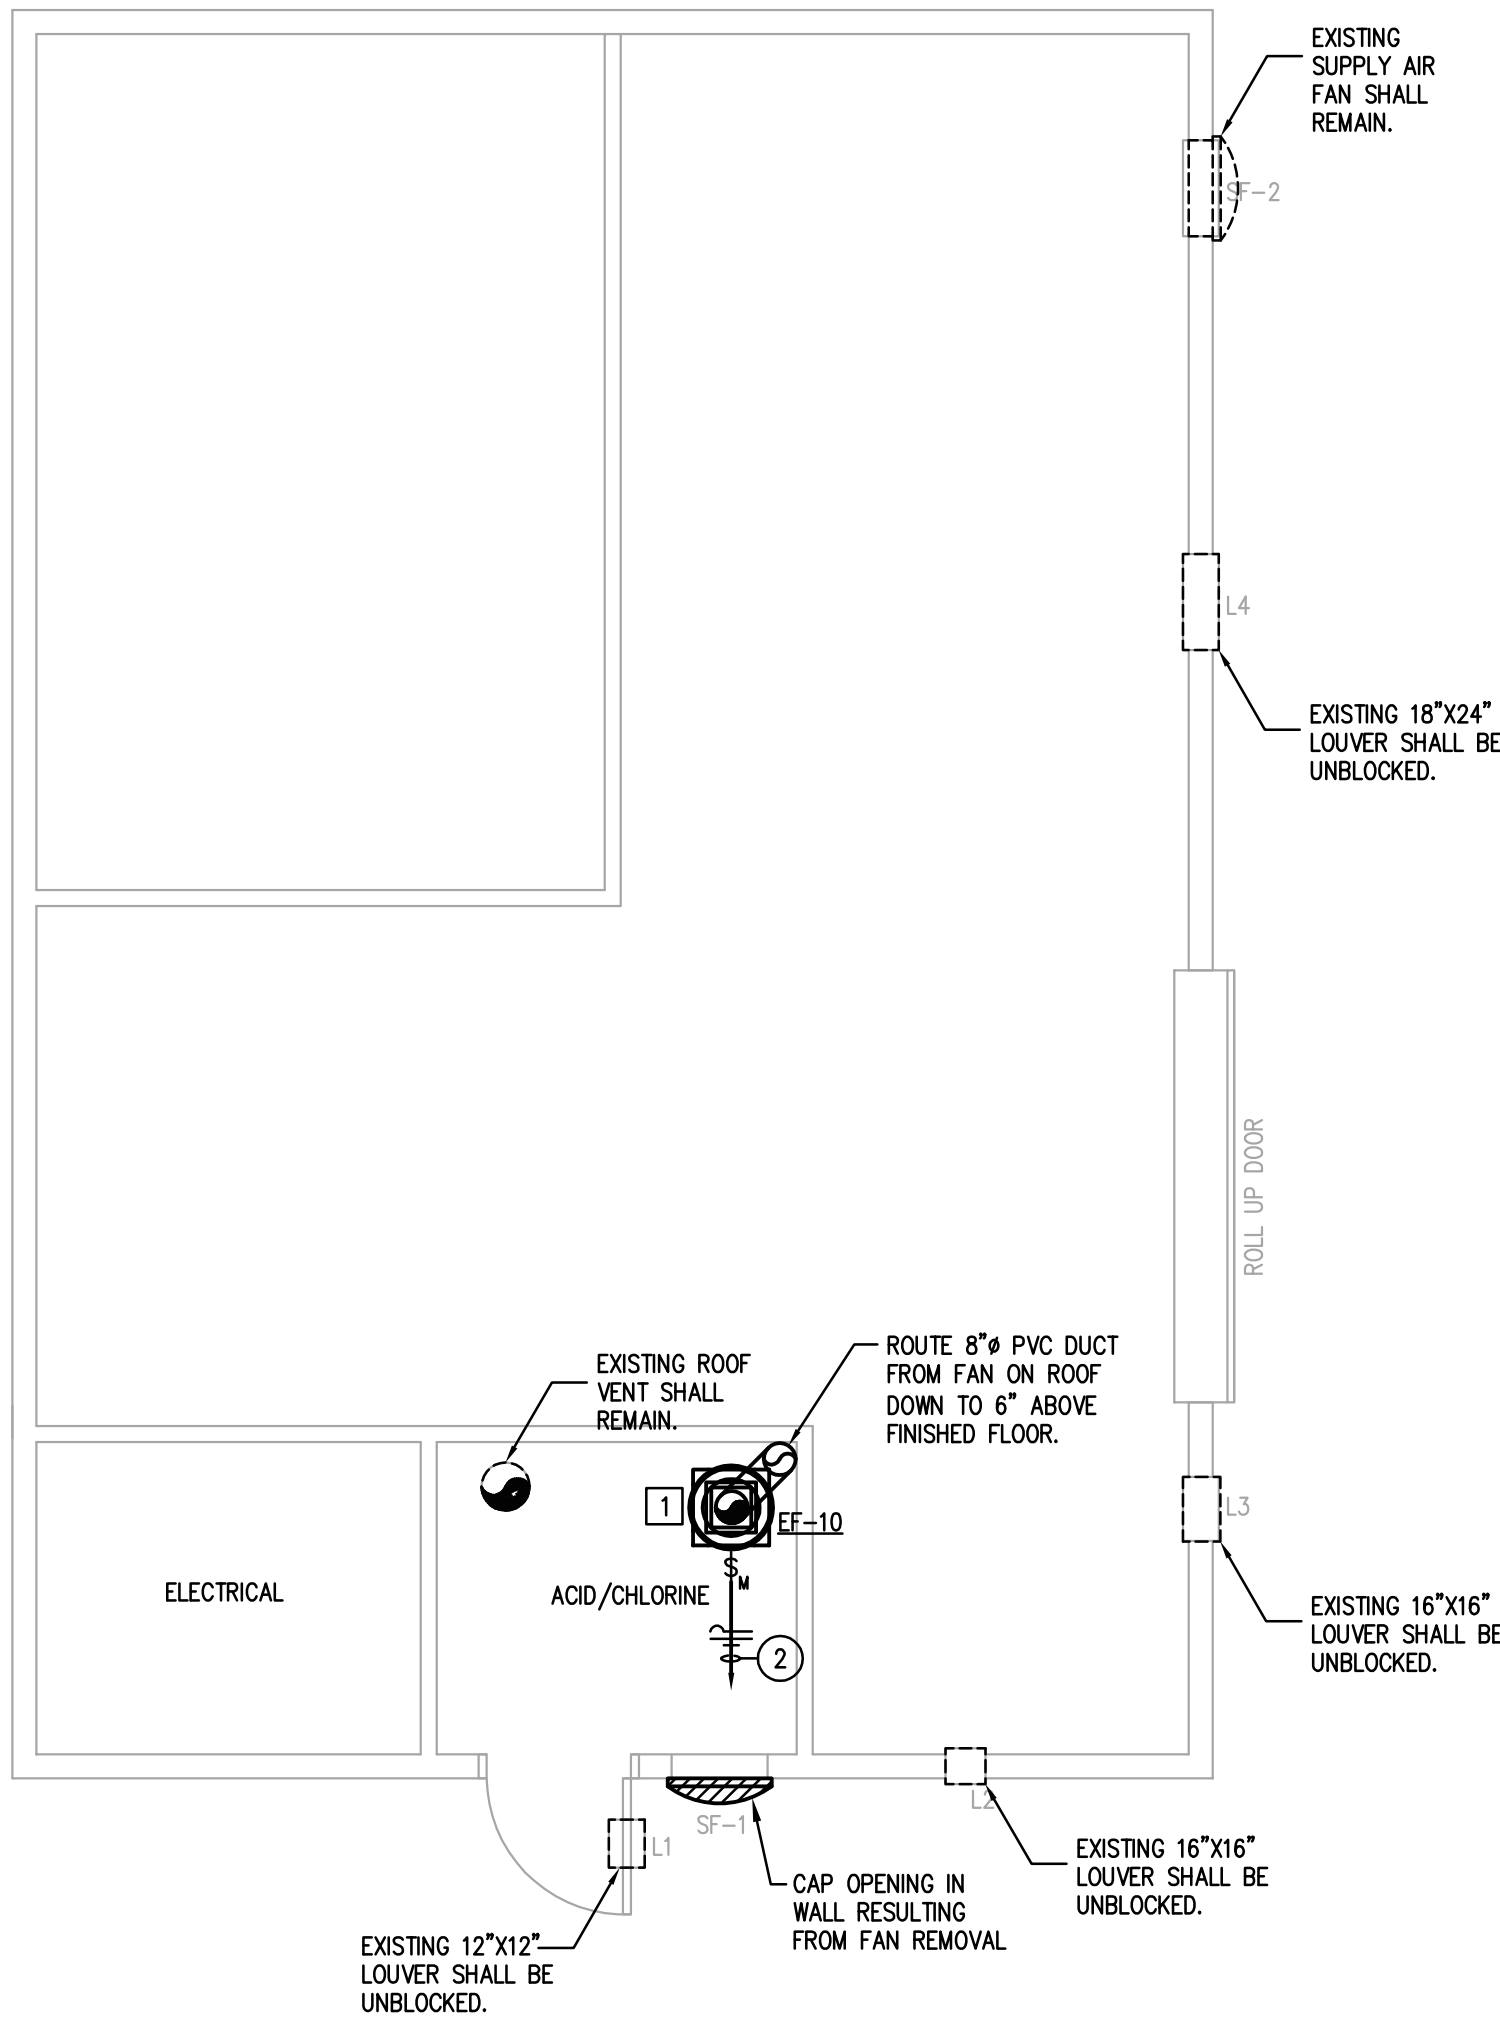 EXISTING
SUPPLY AIR
FAN SHALL
REMAIN.
SF-2
L4
EXISTING 18"X24"
LOUVER SHALL BE
UNBLOCKED.
ROLL UP DOOR
ROUTE 8"ø PVC DUCT
FROM FAN ON ROOF
DOWN TO 6" ABOVE
FINISHED FLOOR.
EXISTING ROOF
VENT SHALL
REMAIN.
1
EF-10
L3
ELECTRICAL
ACID/CHLORINE
S M
2
EXISTING 16"X16"
LOUVER SHALL BE
UNBLOCKED.
L2
SF-1
L1
EXISTING 16"X16"
LOUVER SHALL BE
UNBLOCKED.
CAP OPENING IN
WALL RESULTING
FROM FAN REMOVAL
EXISTING 12"X12"
LOUVER SHALL BE
UNBLOCKED.